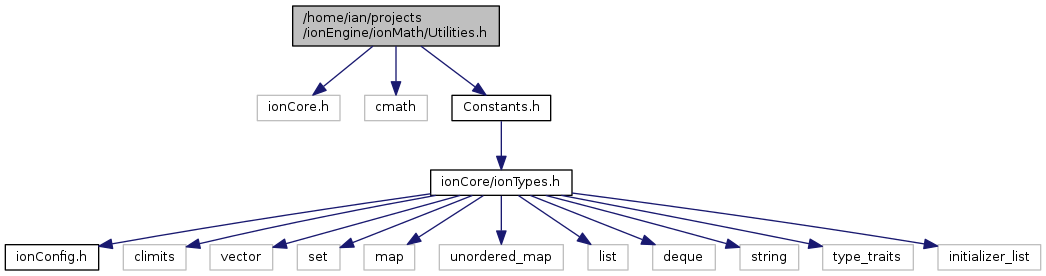 /home/ian/projects
/ionEngine/ionMath/Utilities.h
ionCore.h
cmath
Constants.h
ionCore/ionTypes.h
ionConfig.h
climits
vector
set
map
unordered_map
list
deque
string
type_traits
initializer_list